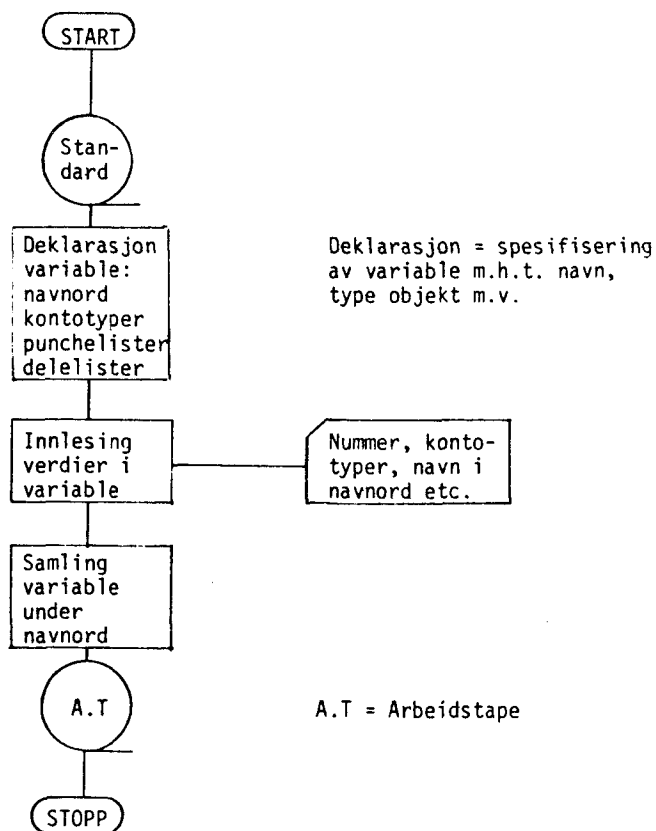 START
Stan-
dard
Deklarasjon
variable:
navnord
kontotyper
punchelister
delelister
Deklarasjon = spesifisering
av variable m.h.t. navn,
type objekt m.v.
Innlesing
verdier i
variable
Nummer, konto-
typer, navn i
navnord etc.
Samling
variable
under
navnord
A.T
A.T = Arbeidstape
STOPP